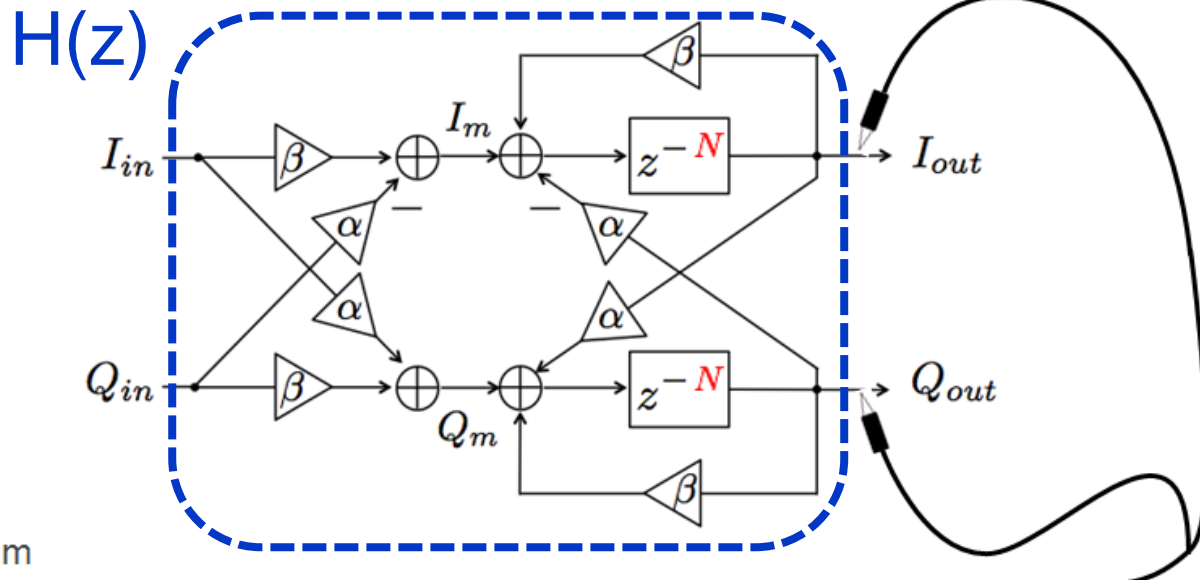 H(z)
β
I_in β I_m z^{-N} I_out
− −
α α
α α
Q_in β Q_m z^{-N} Q_out
β
m